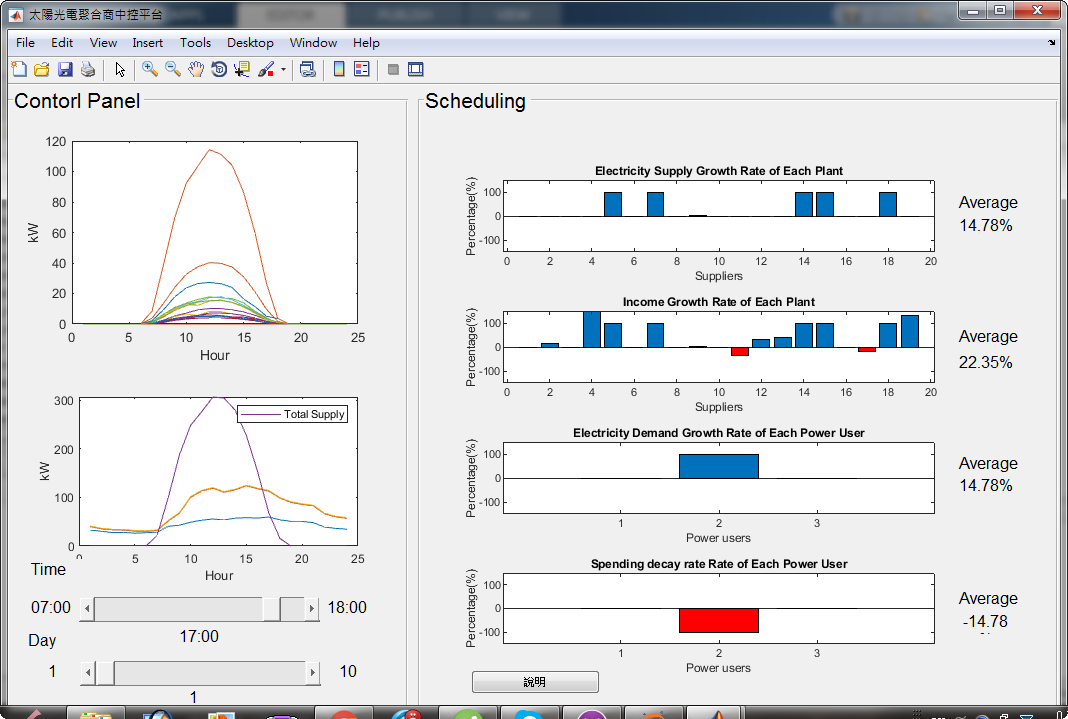 太陽光電聚合商中控平台
File Edit View Insert Tools Desktop Window Help
Contorl Panel
Scheduling
120
100
80
60
40
20
0
kW
0 5 10 15 20 25
Hour
300
200
100
0
kW
Total Supply
0 5 10 15 20 25
Hour
Time
07:00 18:00
17:00
Day
1 10
1
Electricity Supply Growth Rate of Each Plant
Percentage(%)
100
0
-100
0 2 4 6 8 10 12 14 16 18 20
Suppliers
Average
14.78%
Income Growth Rate of Each Plant
Percentage(%)
100
0
-100
0 2 4 6 8 10 12 14 16 18 20
Suppliers
Average
22.35%
Electricity Demand Growth Rate of Each Power User
Percentage(%)
100
0
-100
1 2 3
Power users
Average
14.78%
Spending decay rate Rate of Each Power User
Percentage(%)
100
0
-100
1 2 3
Power users
Average
-14.78
說明